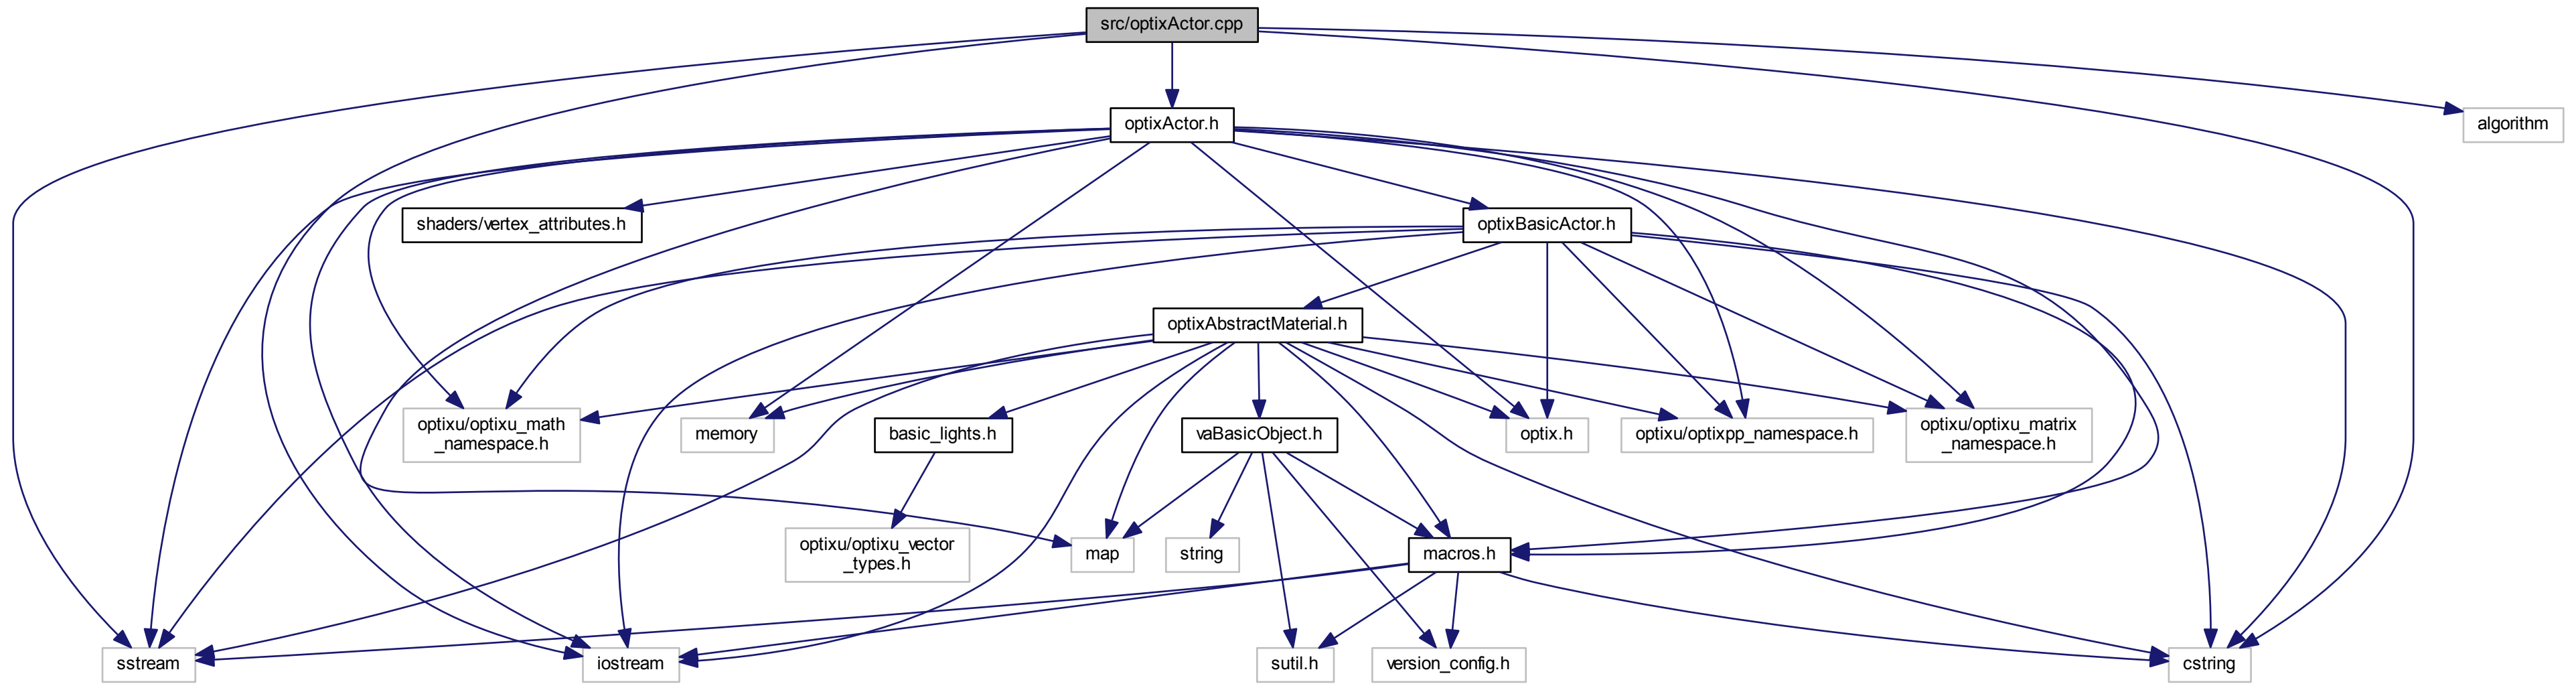 src/optixActor.cpp
optixActor.h
algorithm
shaders/vertex_attributes.h
optixBasicActor.h
optixAbstractMaterial.h
optixu/optixu_math
_namespace.h
memory
basic_lights.h
vaBasicObject.h
optix.h
optixu/optixpp_namespace.h
optixu/optixu_matrix
_namespace.h
optixu/optixu_vector
_types.h
map
string
macros.h
sstream
iostream
sutil.h
version_config.h
cstring